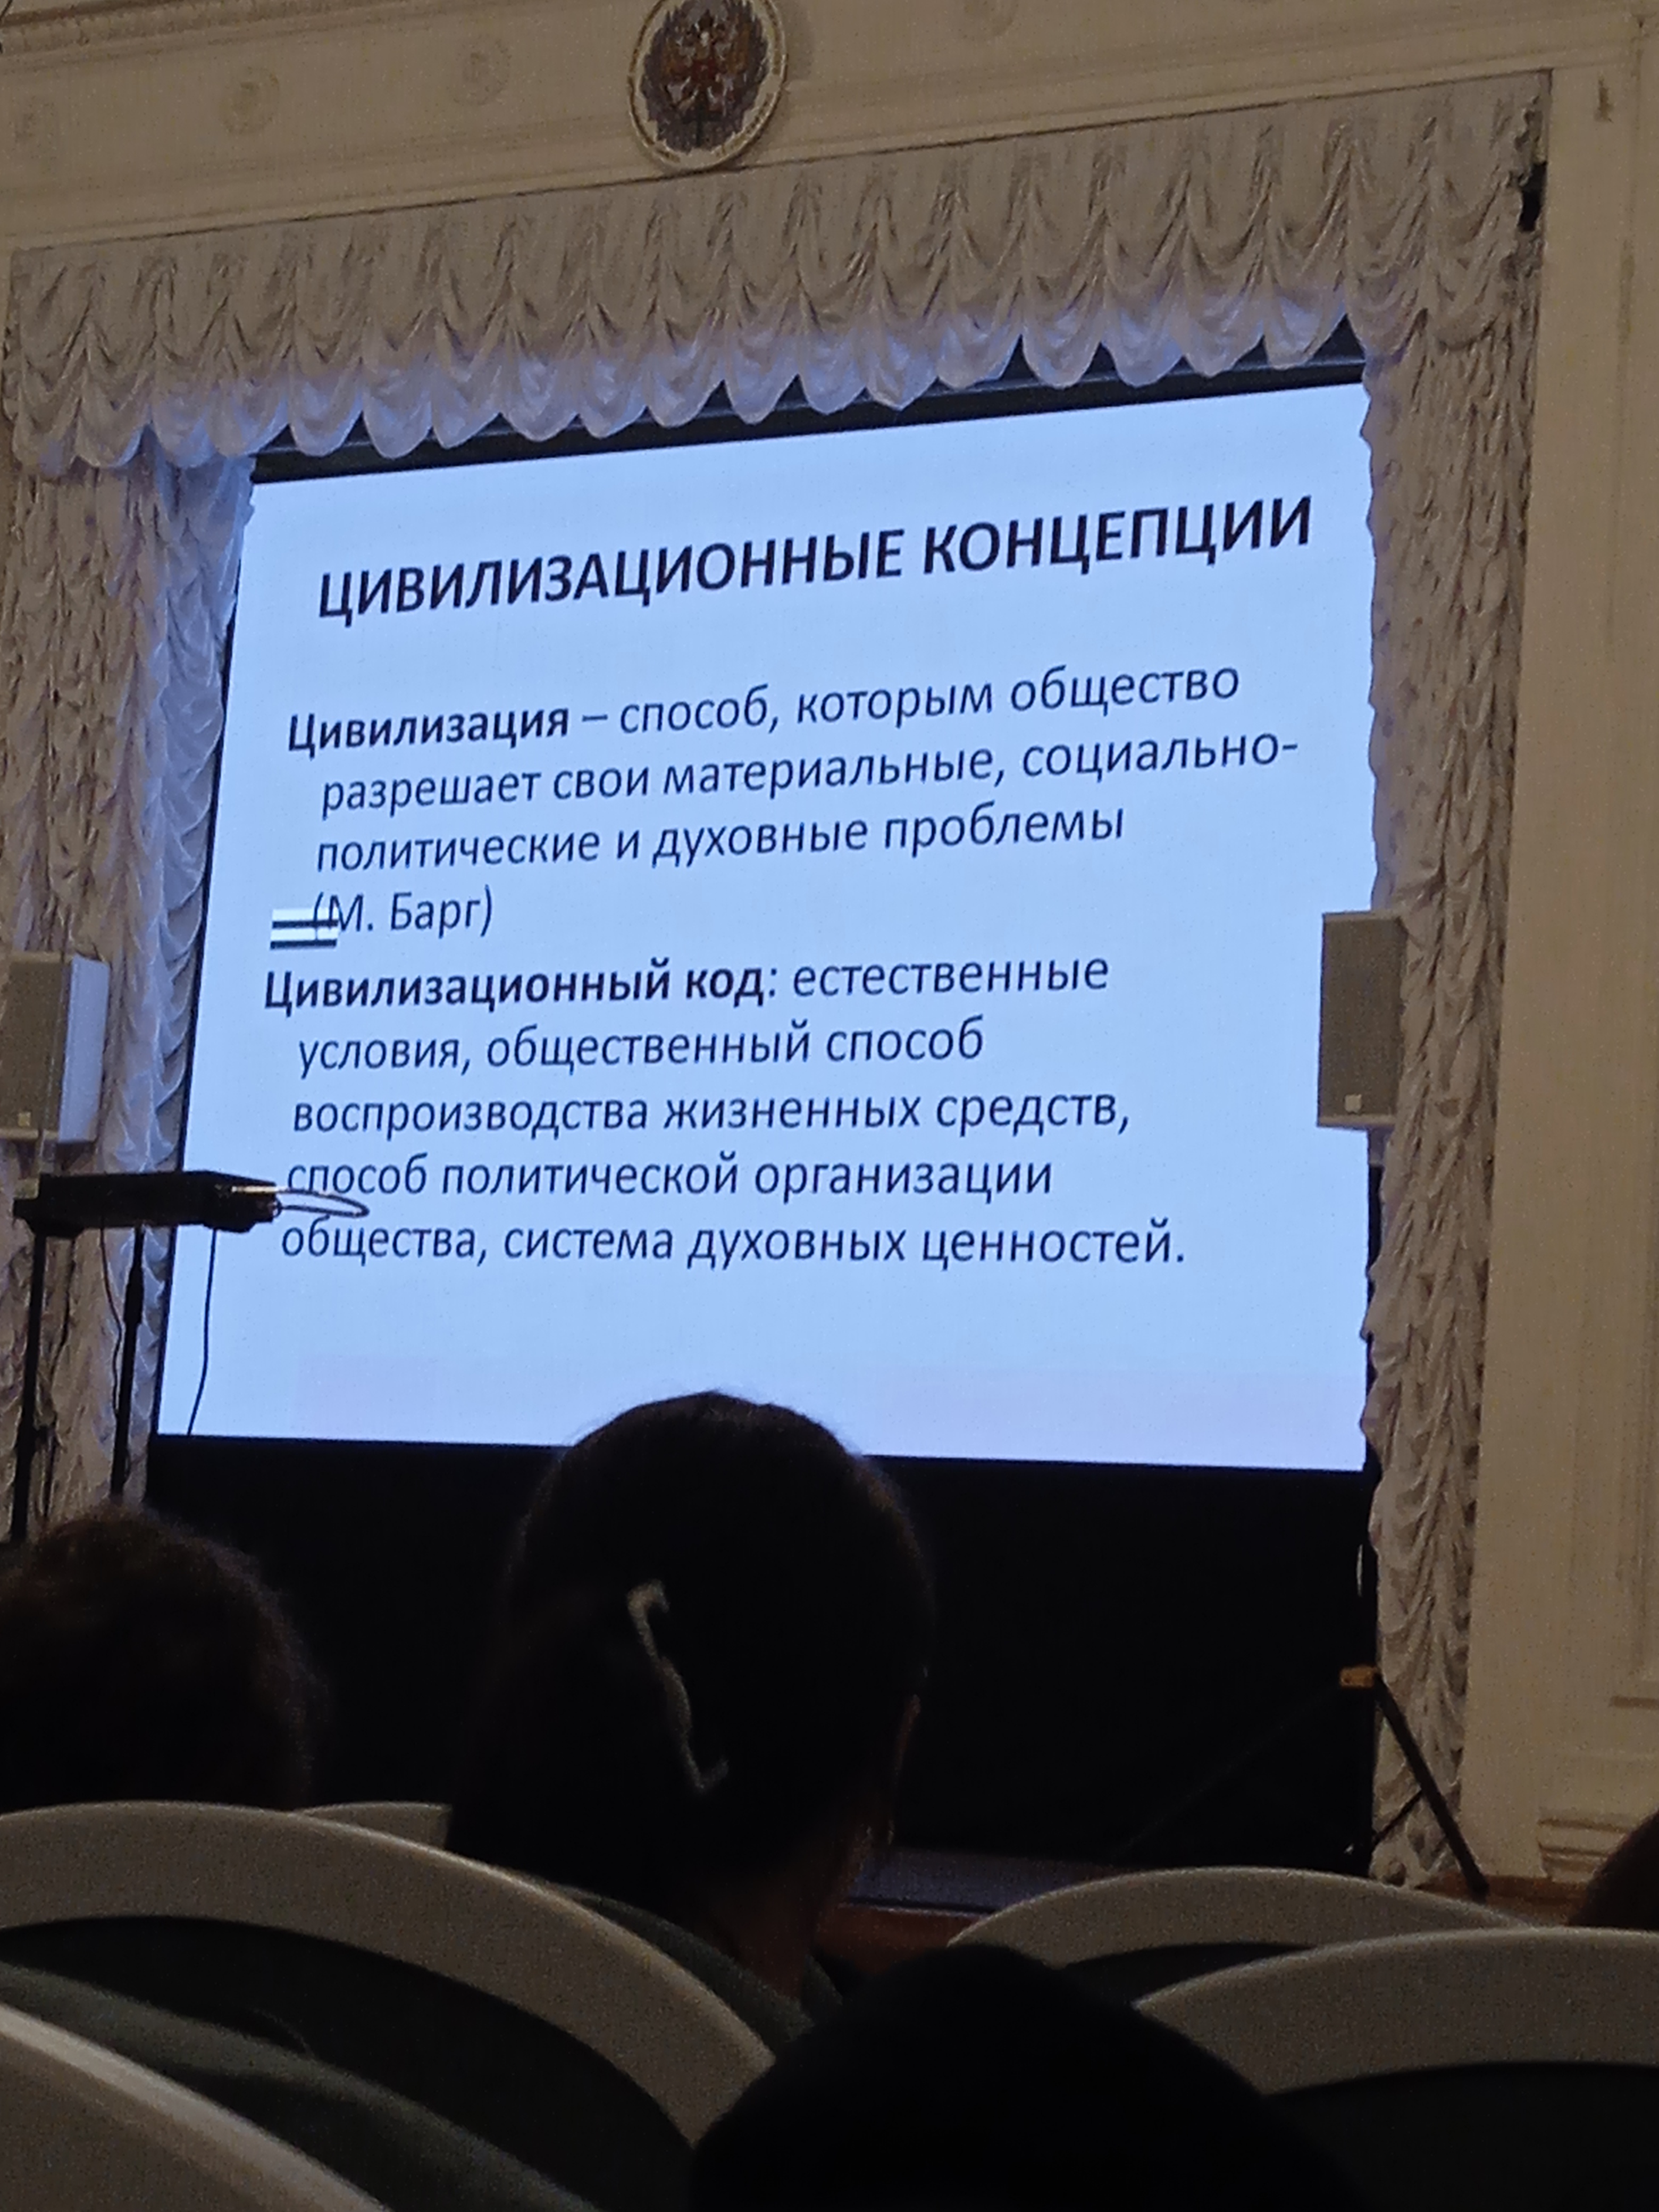 ЦИВИЛИЗАЦИОННЫЕ КОНЦЕПЦИИ
Цивилизация – способ, которым общество
разрешает свои материальные, социально-
политические и духовные проблемы
(М. Барг)
Цивилизационный код: естественные
условия, общественный способ
воспроизводства жизненных средств,
способ политической организации
общества, система духовных ценностей.